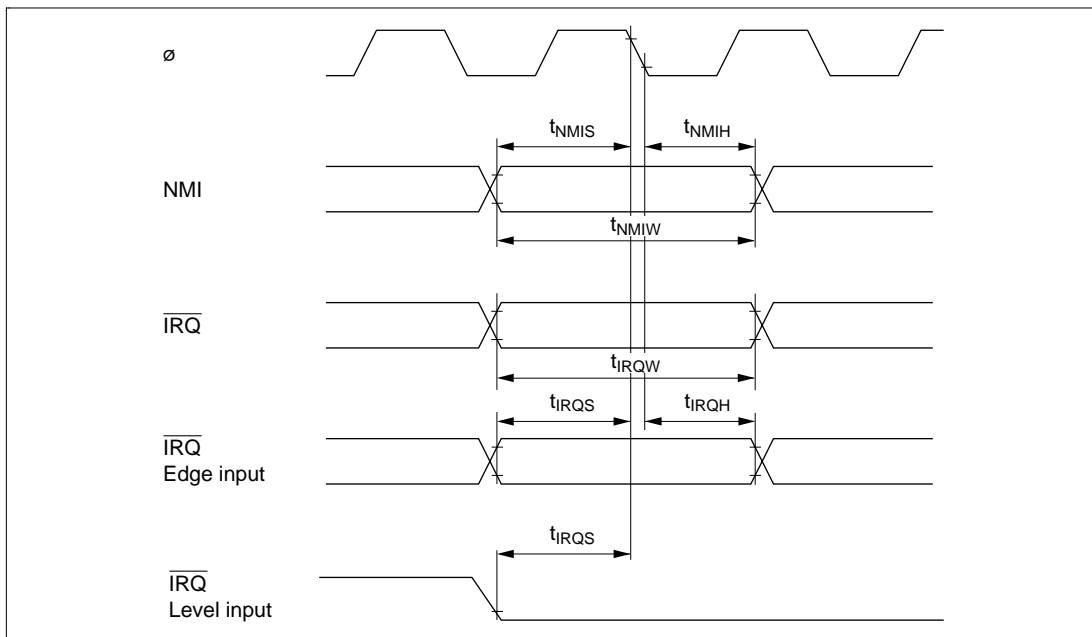 ø
tNMIS
tNMIH
NMI
tNMIW
IRQ
tIRQW
tIRQS
tIRQH
IRQ
Edge input
tIRQS
IRQ
Level input